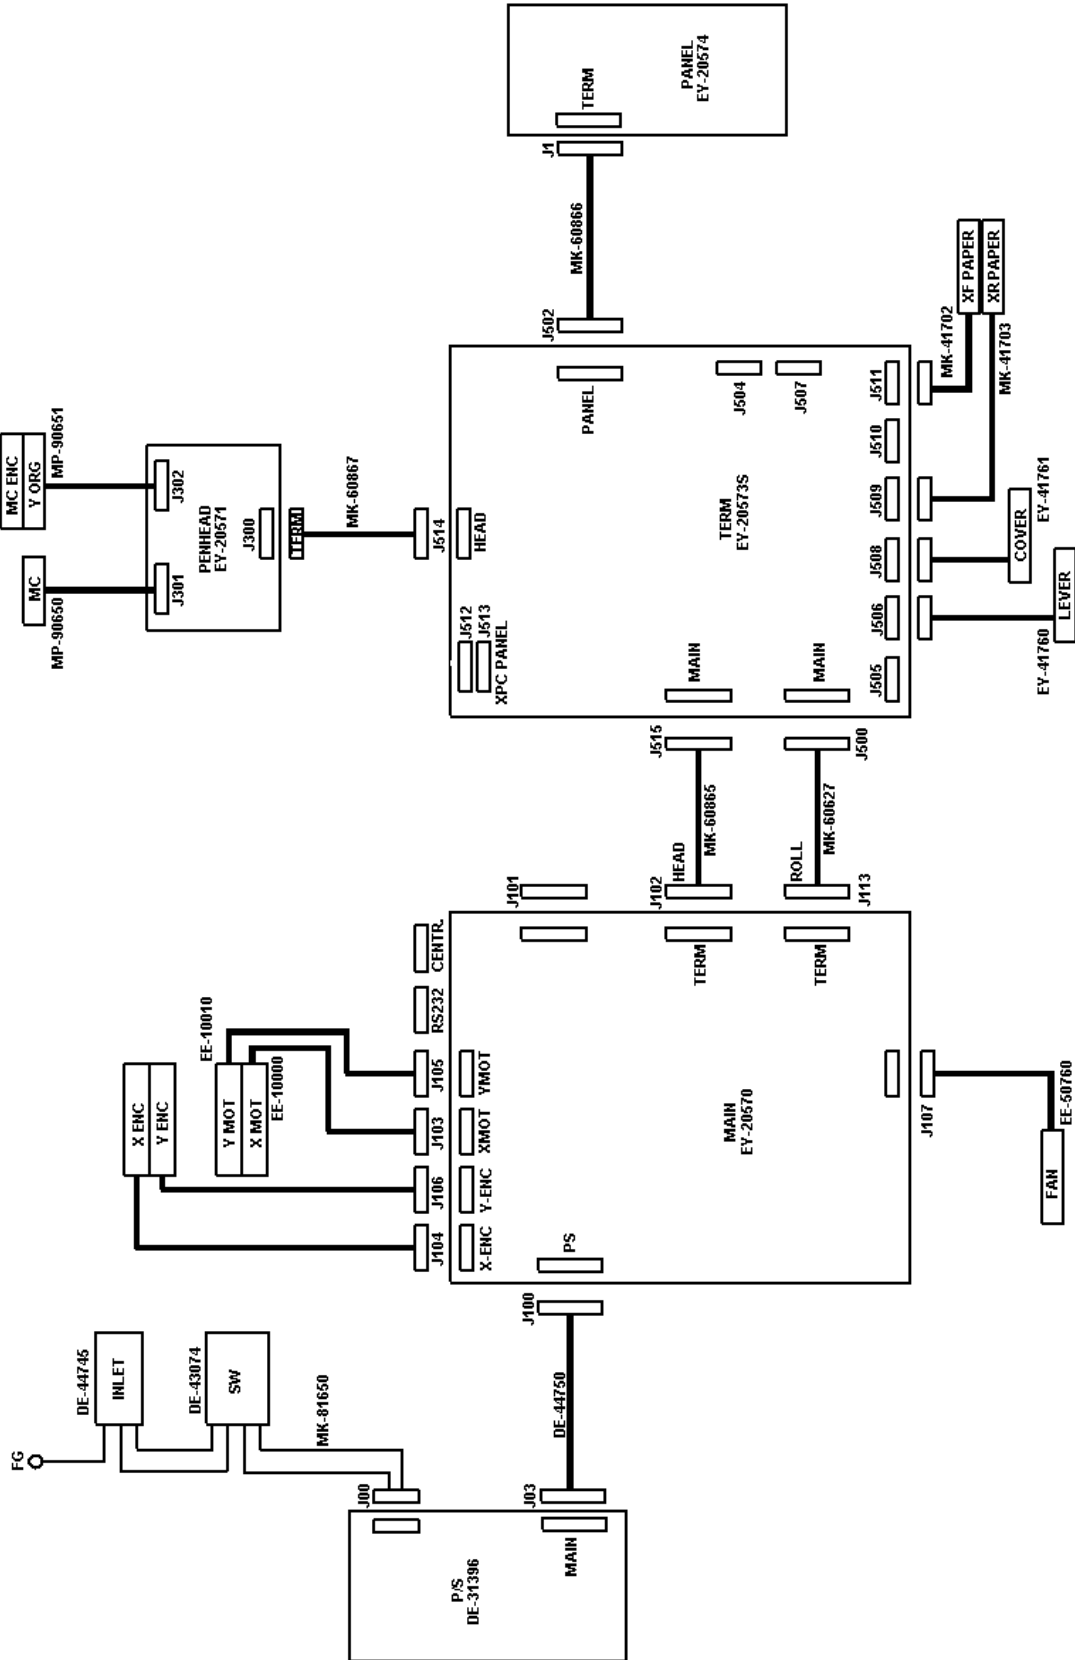 FG
DE-44745
INLET
DE-43074
SW
MK-81650
J00
P/S
DE-31396
J03
MAIN
DE-44750
J100
PS
X ENC
Y ENC
Y MOT
X MOT
EE-10010
EE-10000
J104
J106
J103
J105
RS232
CENTR.
X-ENC
Y-ENC
XMOT
YMOT
MAIN
EY-20570
J101
J102
HEAD
TERM
ROLL
J113
TERM
J107
FAN
EE-50760
MK-60865
MK-60627
J515
J500
MC
MP-90650
MC ENC
Y ORG
MP-90651
J301
J302
PENHEAD
EY-20571
J300
TERM
MK-60867
J514
HEAD
J512
J513
XPC PANEL
MAIN
MAIN
TERM
EY-20573S
PANEL
J504
J507
J505
J506
J508
J509
J510
J511
LEVER
EY-41760
COVER
EY-41761
MK-41702
MK-41703
XF PAPER
XR PAPER
J502
MK-60866
J1
TERM
PANEL
EY-20574